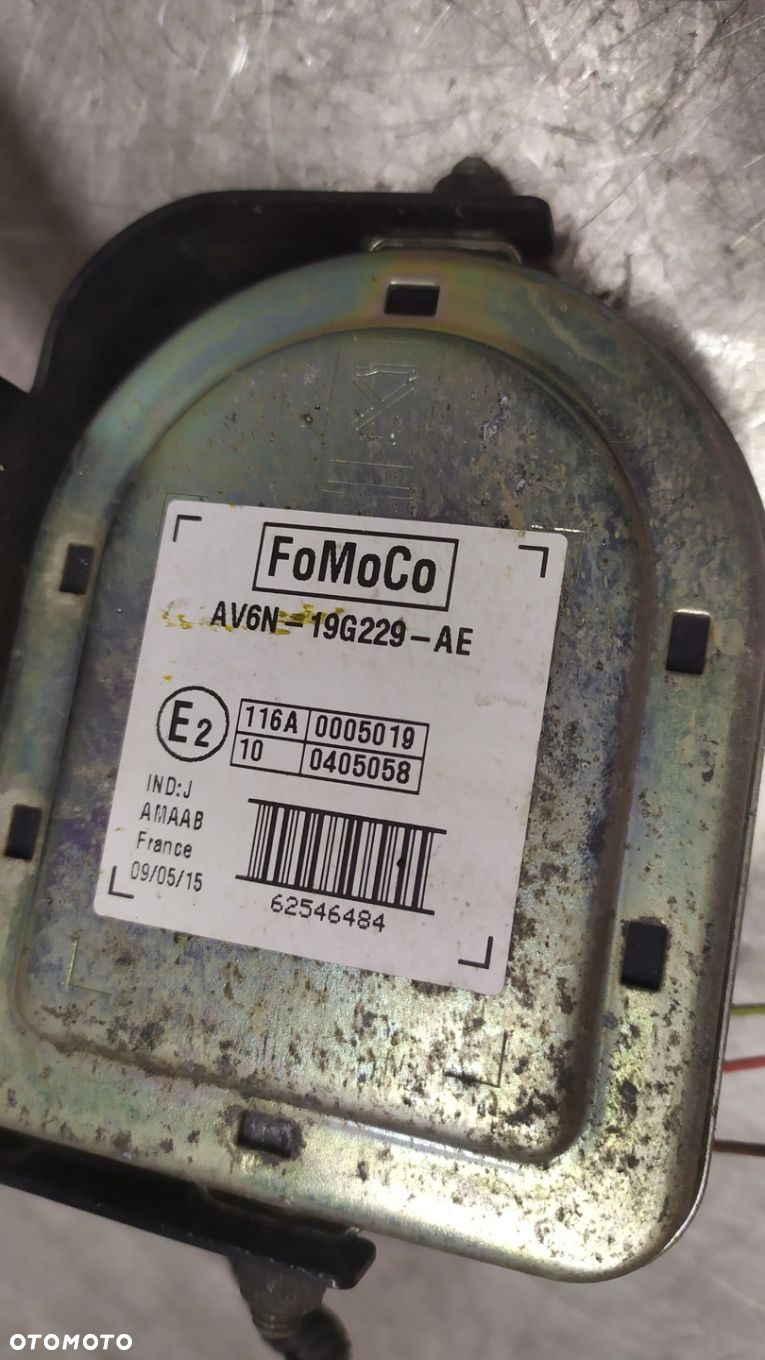 FoMoCo
AV6N-19G229-AE
E2
116A 0005019
10 0405058
IND:J
AMAAB
France
09/05/15
62546484
OTOMOTO